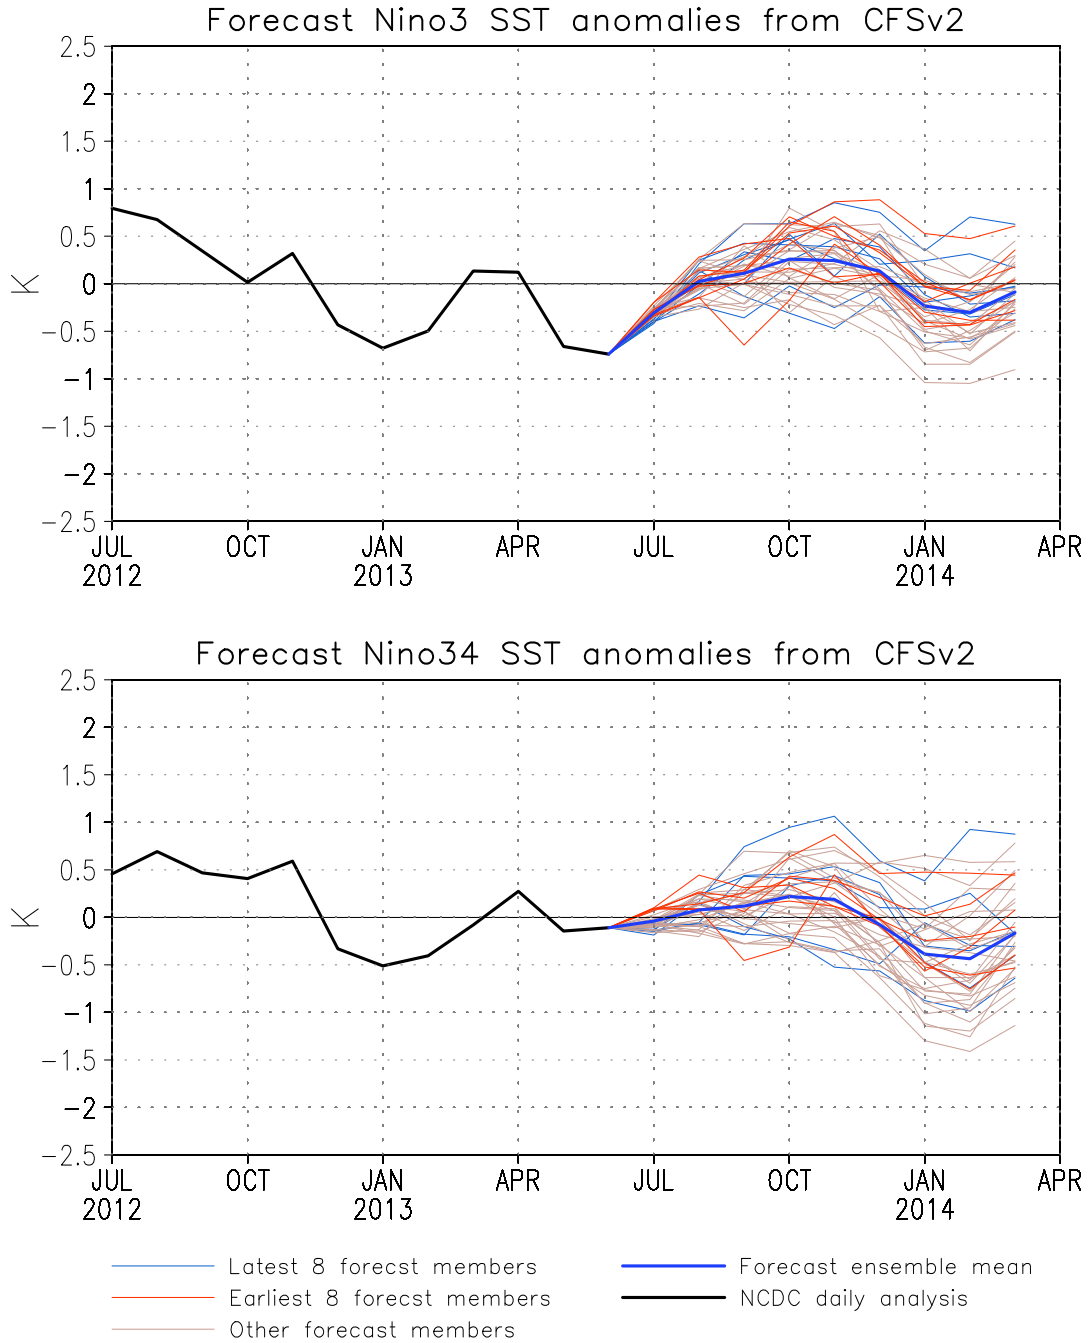 Forecast Nino3 SST anomalies from CFSv2
2.5
2
1.5
1
0.5
0
-0.5
-1
-1.5
-2
-2.5
K
JUL OCT JAN APR JUL OCT JAN APR
2012 2013 2014
Forecast Nino34 SST anomalies from CFSv2
2.5
2
1.5
1
0.5
0
-0.5
-1
-1.5
-2
-2.5
K
JUL OCT JAN APR JUL OCT JAN APR
2012 2013 2014
Latest 8 forecst members Forecast ensemble mean
Earliest 8 forecst members NCDC daily analysis
Other forecast members